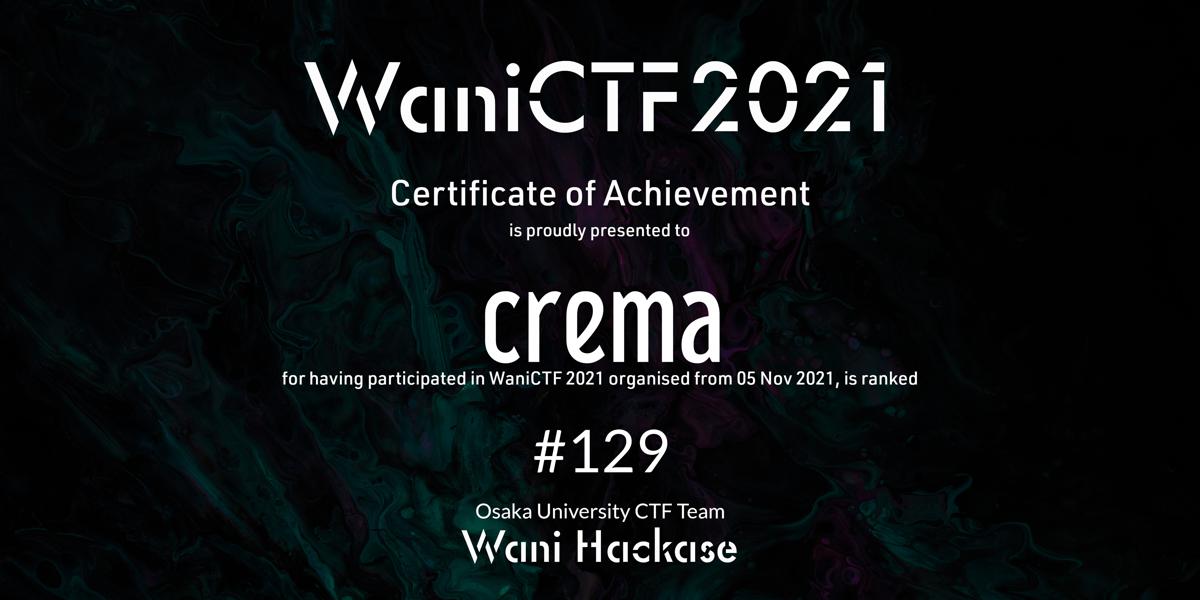 WaniCTF2021
Certificate of Achievement
is proudly presented to
crema
for having participated in WaniCTF 2021 organised from 05 Nov 2021, is ranked
#129
Osaka University CTF Team
Wani Hackase